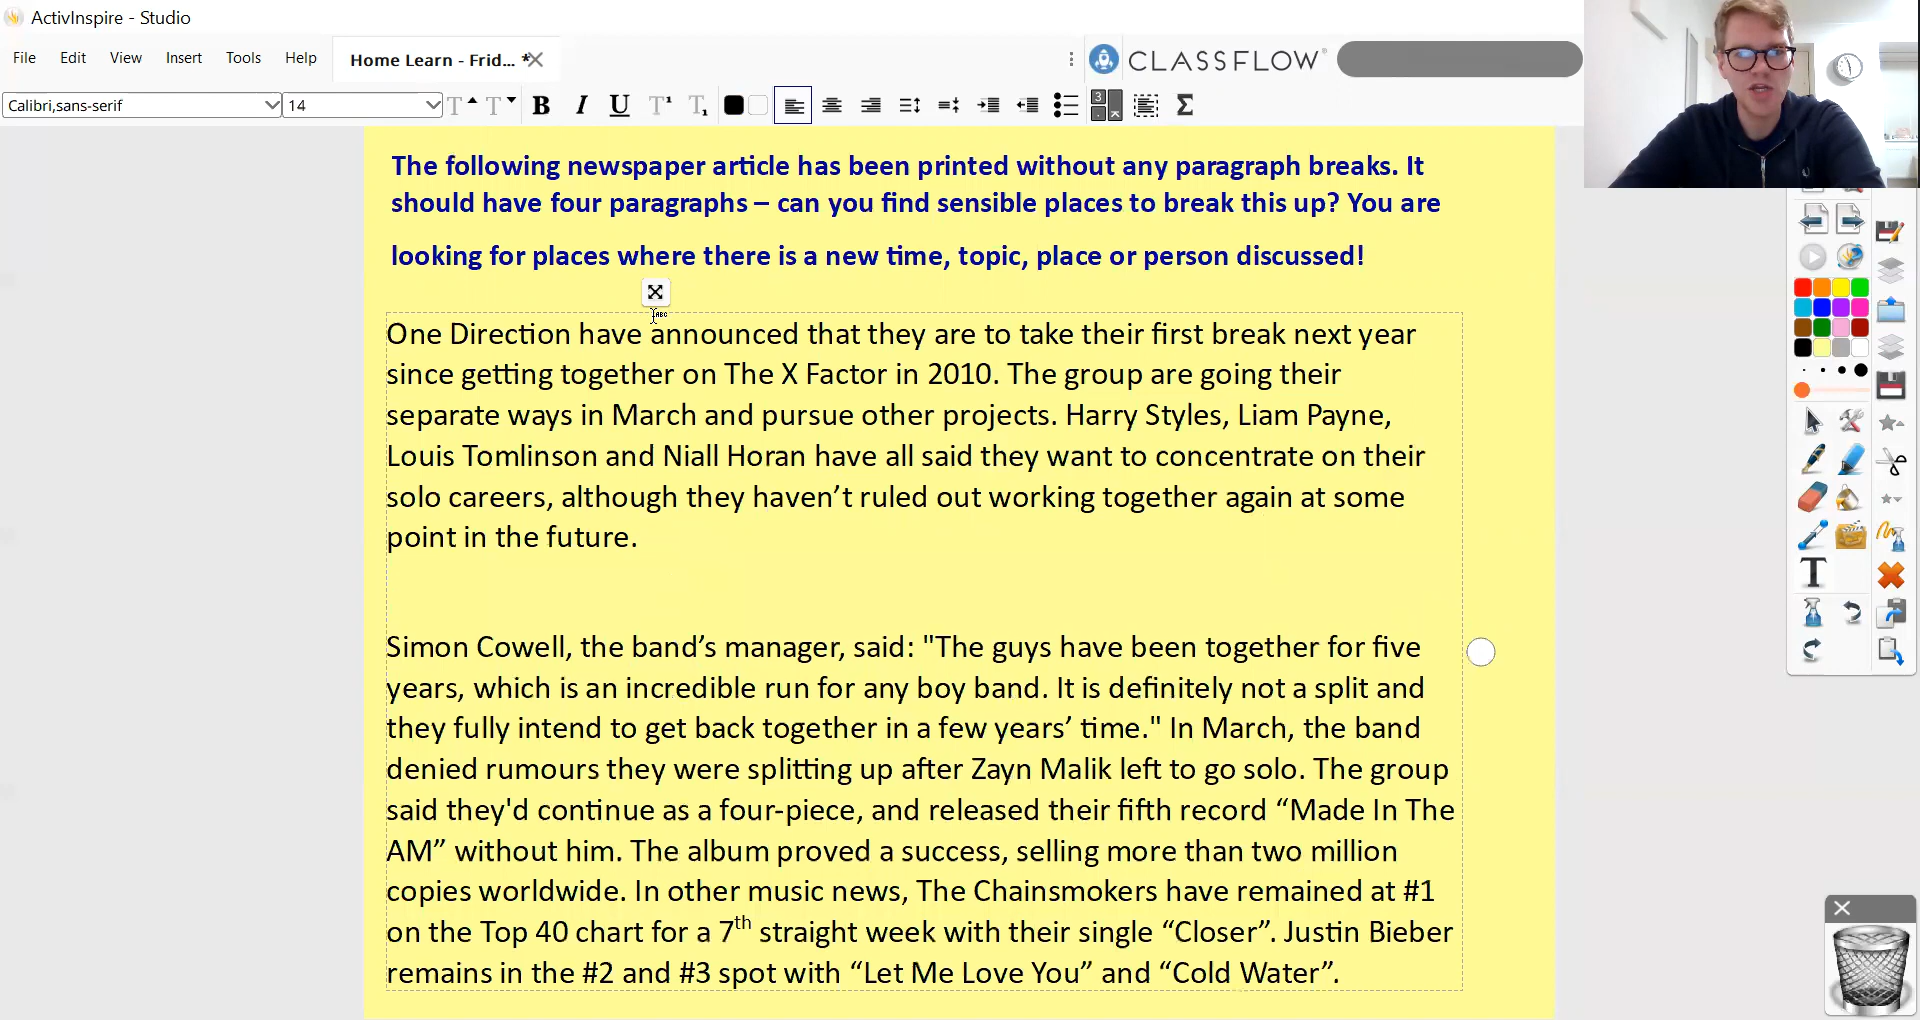 ActivInspire - Studio
File Edit View Insert Tools Help
Home Learn - Frid... *
CLASSFLOW
Calibri,sans-serif 14
The following newspaper article has been printed without any paragraph breaks. It
should have four paragraphs – can you find sensible places to break this up? You are
looking for places where there is a new time, topic, place or person discussed!
One Direction have announced that they are to take their first break next year
since getting together on The X Factor in 2010. The group are going their
separate ways in March and pursue other projects. Harry Styles, Liam Payne,
Louis Tomlinson and Niall Horan have all said they want to concentrate on their
solo careers, although they haven’t ruled out working together again at some
point in the future.
Simon Cowell, the band’s manager, said: "The guys have been together for five
years, which is an incredible run for any boy band. It is definitely not a split and
they fully intend to get back together in a few years’ time." In March, the band
denied rumours they were splitting up after Zayn Malik left to go solo. The group
said they'd continue as a four-piece, and released their fifth record “Made In The
AM” without him. The album proved a success, selling more than two million
copies worldwide. In other music news, The Chainsmokers have remained at #1
on the Top 40 chart for a 7th straight week with their single “Closer”. Justin Bieber
remains in the #2 and #3 spot with “Let Me Love You” and “Cold Water”.